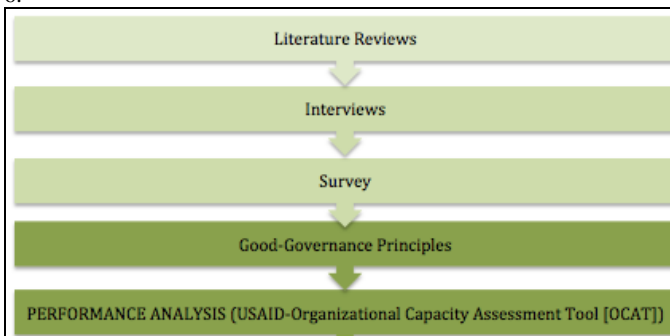 Literature Reviews
Interviews
Survey
Good-Governance Principles
PERFORMANCE ANALYSIS (USAID-Organizational Capacity Assessment Tool [OCAT])